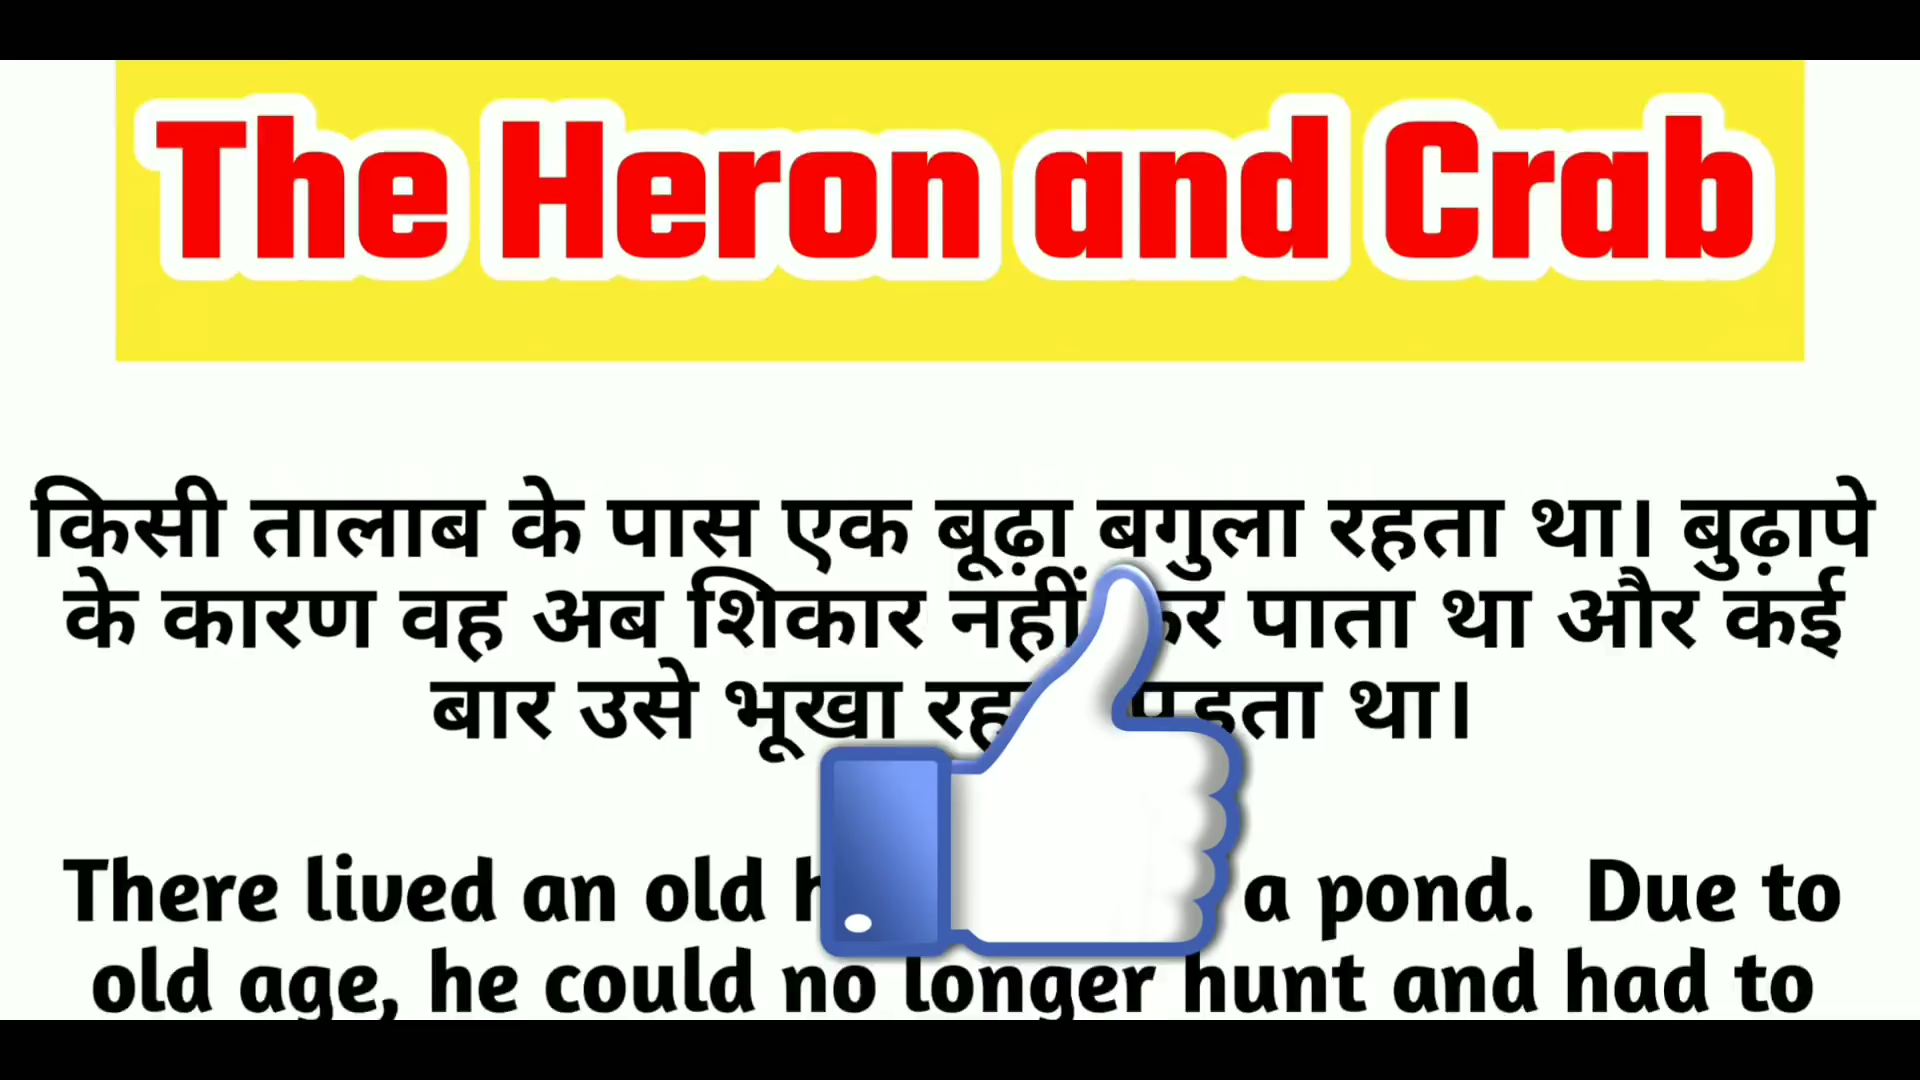 The Heron and Crab
किसी तालाब के पास एक बूढ़ा बगुला रहता था। बुढ़ापे
के कारण वह अब शिकार नहीं पाता था और कई
बार उसे भूखा था।
There lived an old a pond. Due to
old age, he could no longer hunt and had to